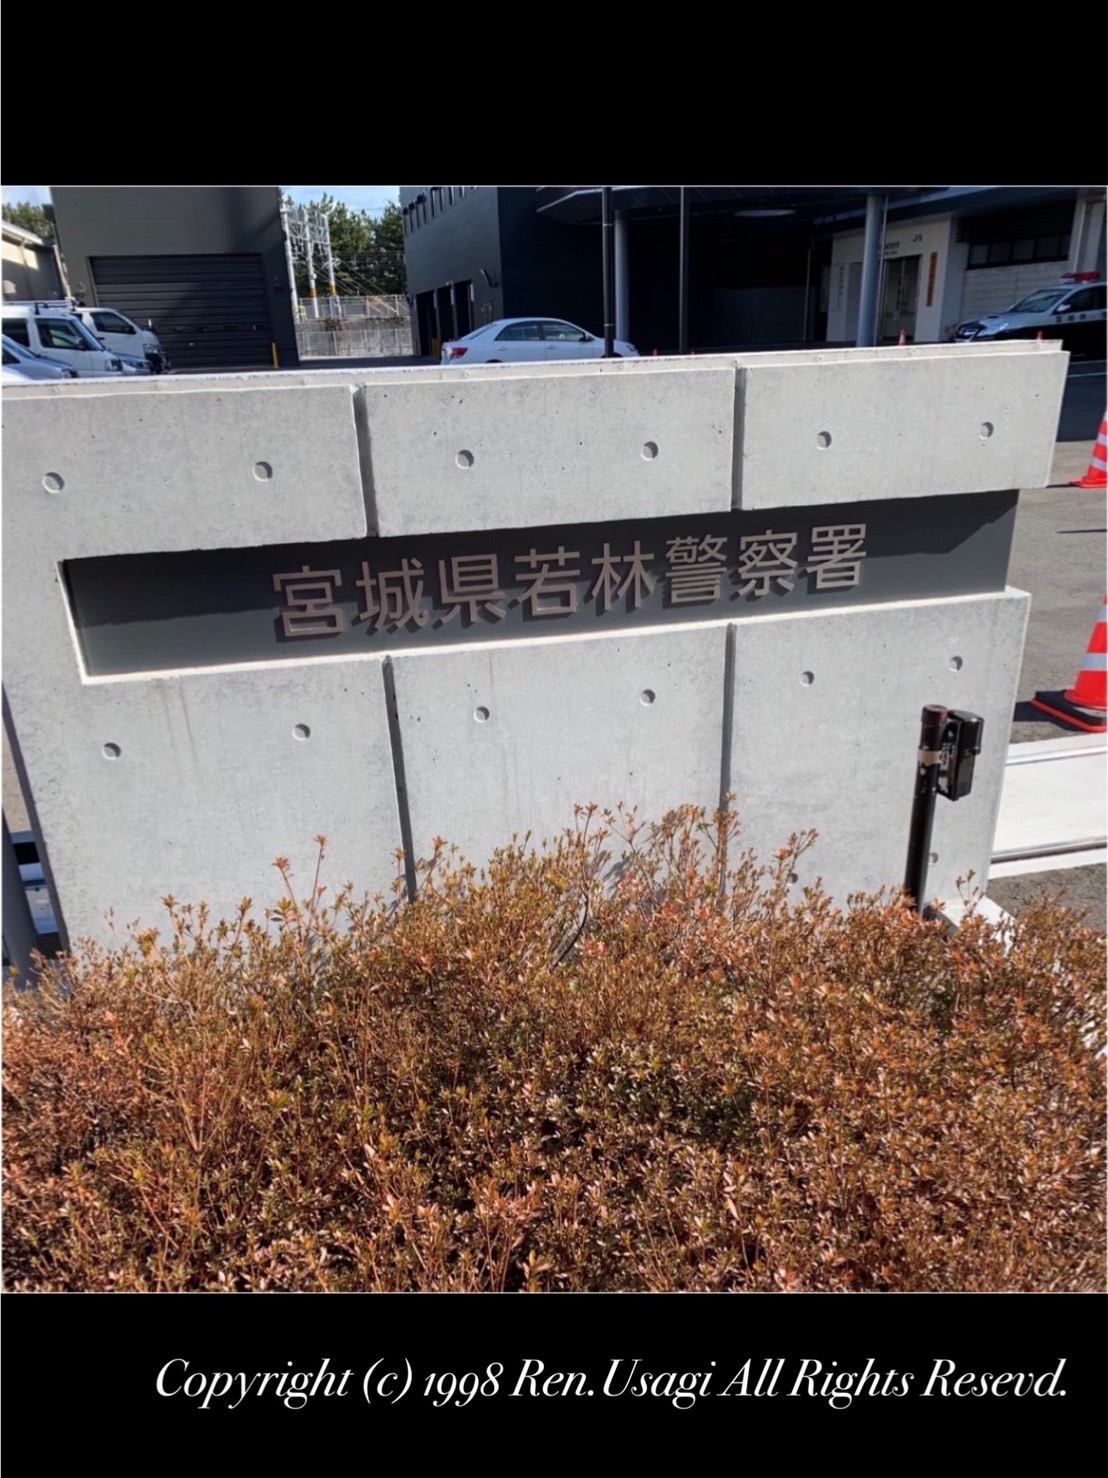 宮城県若林警察署
Copyright (c) 1998 Ren.Usagi All Rights Resevd.